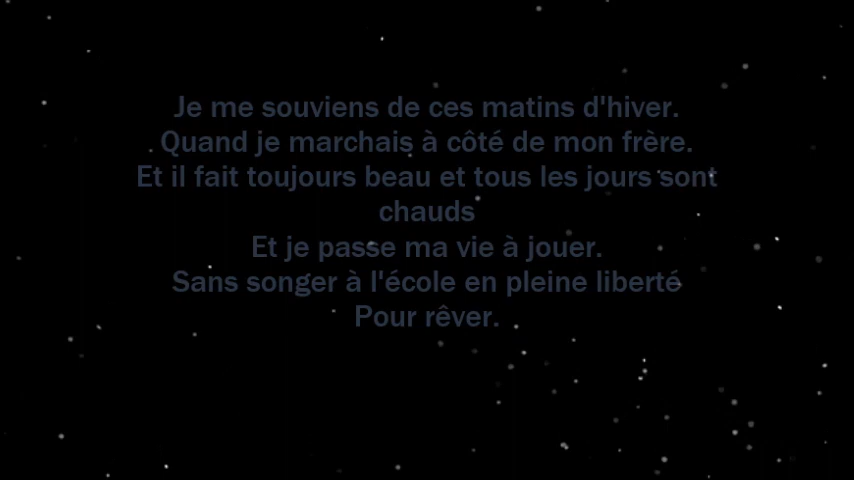 Je me souviens de ces matins d'hiver.
Quand je marchais à côté de mon frère.
Et il fait toujours beau et tous les jours sont
chauds
Et je passe ma vie à jouer.
Sans songer à l'école en pleine liberté
Pour rêver.